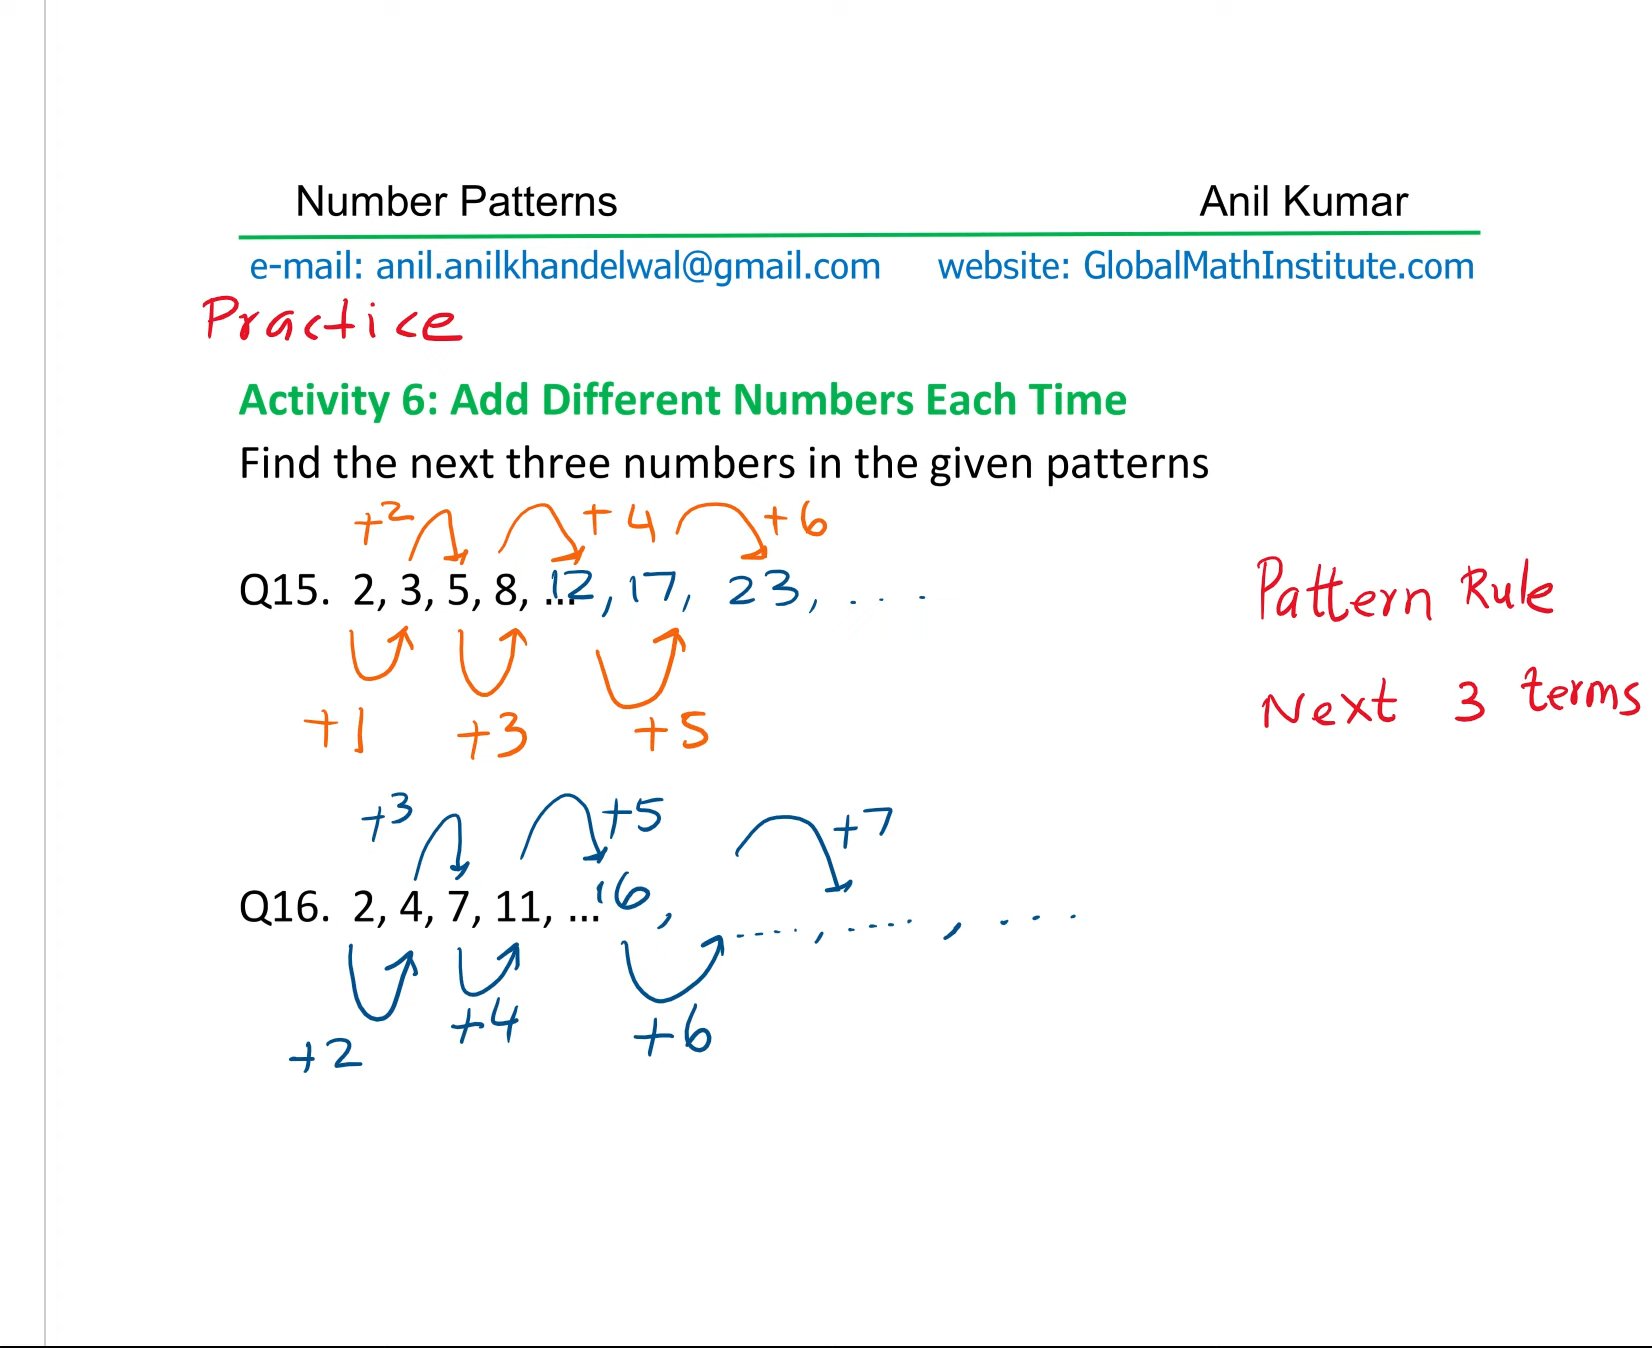 Number Patterns Anil Kumar
e-mail: anil.anilkhandelwal@gmail.com website: GlobalMathInstitute.com
Practice
Activity 6: Add Different Numbers Each Time
Find the next three numbers in the given patterns
+2 +4 +6
Q15. 2, 3, 5, 8, ... 12, 17, 23, ...
Pattern Rule
Next 3 terms
+1 +3 +5
+3 +5 +7
Q16. 2, 4, 7, 11, ... 16, ....., ....., ...
+2 +4 +6